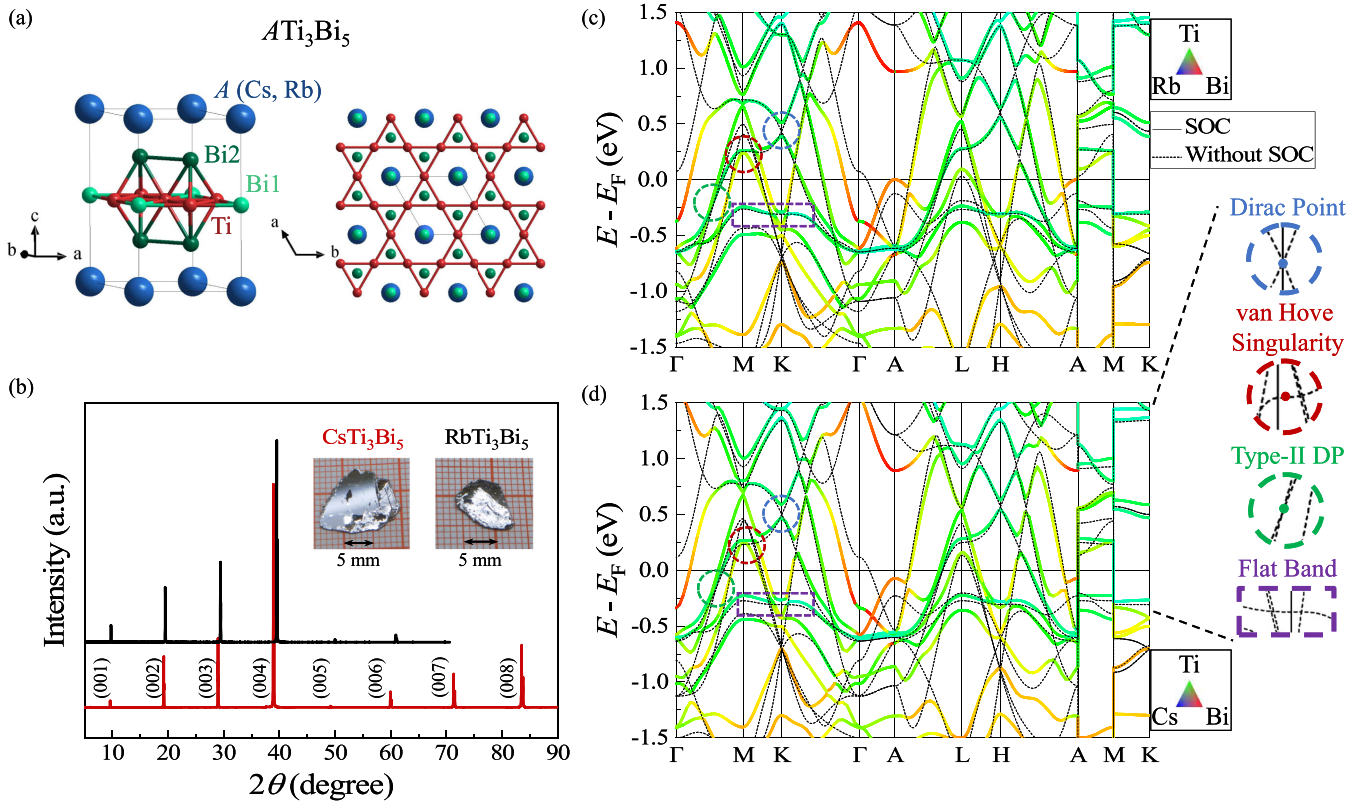 (a)
ATi₃Bi₅
A (Cs, Rb)
Bi2
Bi1
Ti
c
b
a
a
b
(b)
Intensity (a.u.)
CsTi₃Bi₅
RbTi₃Bi₅
5 mm
5 mm
(001)
(002)
(003)
(004)
(005)
(006)
(007)
(008)
10 20 30 40 50 60 70 80 90
2θ (degree)
(c)
E - E_F (eV)
1.5
1.0
0.5
0.0
-0.5
-1.0
-1.5
Γ M K Γ A L H A M K
Ti
Rb Bi
SOC
Without SOC
(d)
E - E_F (eV)
1.5
1.0
0.5
0.0
-0.5
-1.0
-1.5
Γ M K Γ A L H A M K
Dirac Point
van Hove
Singularity
Type-II DP
Flat Band
Ti
Cs Bi